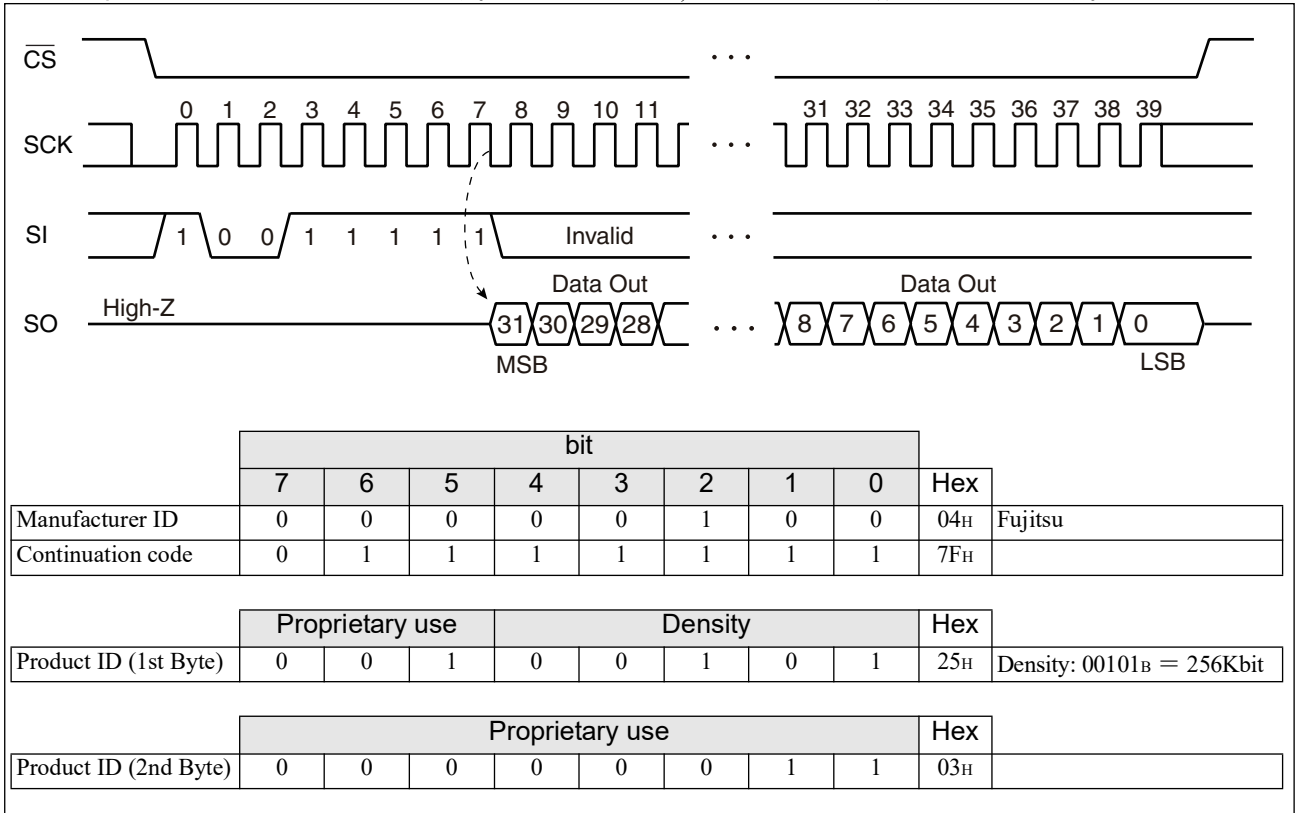 CS
0 1 2 3 4 5 6 7 8 9 10 11 31 32 33 34 35 36 37 38 39
SCK
SI 1 0 0 1 1 1 1 1 Invalid
Data Out Data Out
High-Z
SO 31 30 29 28 8 7 6 5 4 3 2 1 0
MSB LSB
bit
7 6 5 4 3 2 1 0 Hex
Manufacturer ID 0 0 0 0 0 1 0 0 04H Fujitsu
Continuation code 0 1 1 1 1 1 1 1 7FH
Proprietary use Density Hex
Product ID (1st Byte) 0 0 1 0 0 1 0 1 25H Density: 00101B = 256Kbit
Proprietary use Hex
Product ID (2nd Byte) 0 0 0 0 0 0 1 1 03H